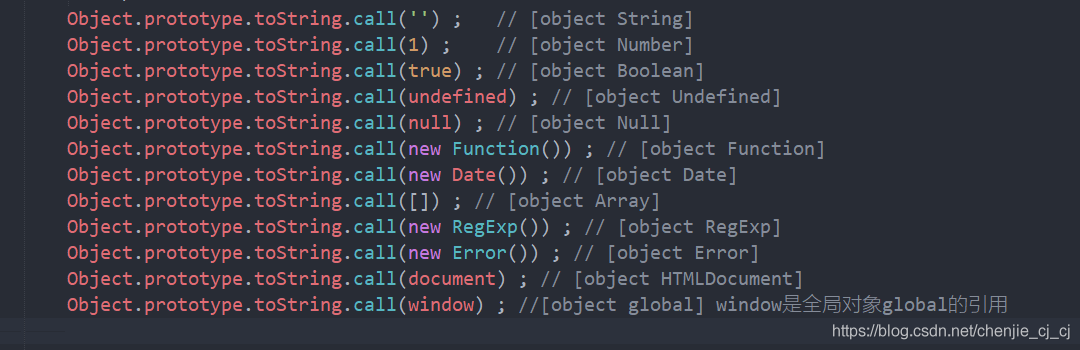 Object.prototype.toString.call('') ;   // [object String]
Object.prototype.toString.call(1) ;    // [object Number]
Object.prototype.toString.call(true) ; // [object Boolean]
Object.prototype.toString.call(undefined) ; // [object Undefined]
Object.prototype.toString.call(null) ; // [object Null]
Object.prototype.toString.call(new Function()) ; // [object Function]
Object.prototype.toString.call(new Date()) ; // [object Date]
Object.prototype.toString.call([]) ; // [object Array]
Object.prototype.toString.call(new RegExp()) ; // [object RegExp]
Object.prototype.toString.call(new Error()) ; // [object Error]
Object.prototype.toString.call(document) ; // [object HTMLDocument]
Object.prototype.toString.call(window) ; //[object global] window是全局对象global的引用
https://blog.csdn.net/chenjie_cj_cj